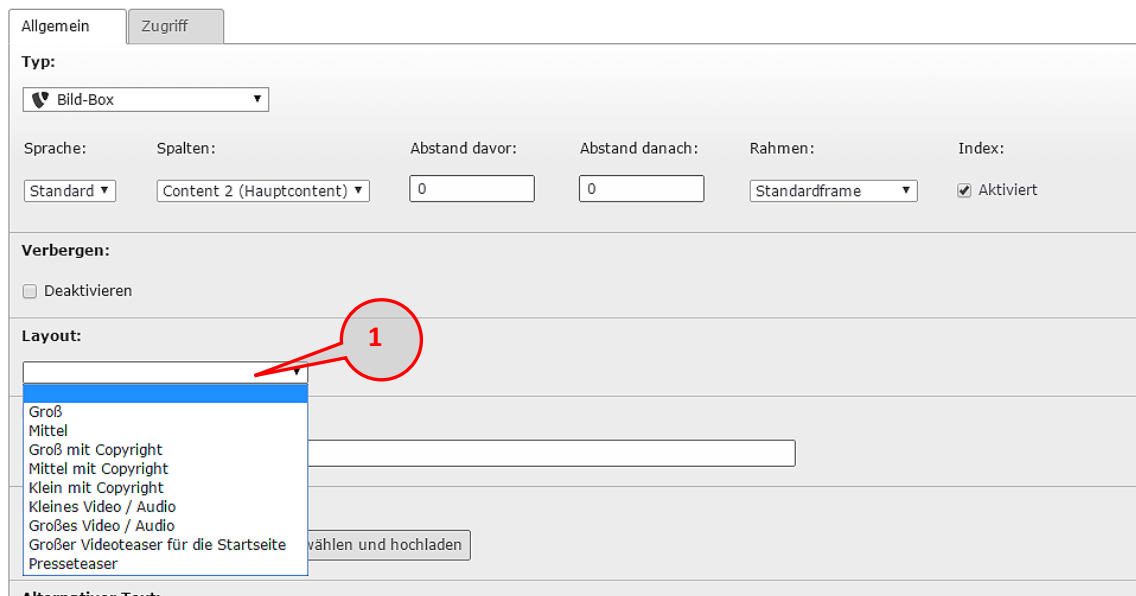 Allgemein
Zugriff
Typ:
Bild-Box
Sprache: Spalten: Abstand davor: Abstand danach: Rahmen: Index:
Standard Content 2 (Hauptcontent) 0 0 Standardframe Aktiviert
Verbergen:
Deaktivieren
Layout:
1
Groß
Mittel
Groß mit Copyright
Mittel mit Copyright
Klein mit Copyright
Kleines Video / Audio
Großes Video / Audio
Großer Videoteaser für die Startseite
Presseteaser
wählen und hochladen
Alternativer Text: